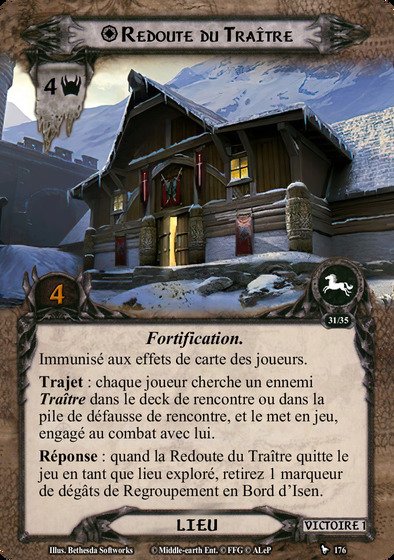 Redoute du Traître
4
4
31/35
Fortification.
Immunisé aux effets de carte des joueurs.
Trajet : chaque joueur cherche un ennemi
Traître dans le deck de rencontre ou dans la
pile de défausse de rencontre, et le met en jeu,
engagé au combat avec lui.
Réponse : quand la Redoute du Traître quitte le
jeu en tant que lieu exploré, retirez 1 marqueur
de dégâts de Regroupement en Bord d'Isen.
LIEU
VICTOIRE 1
Illus. Bethesda Softworks
© Middle-earth Ent. © FFG © ALeP
176